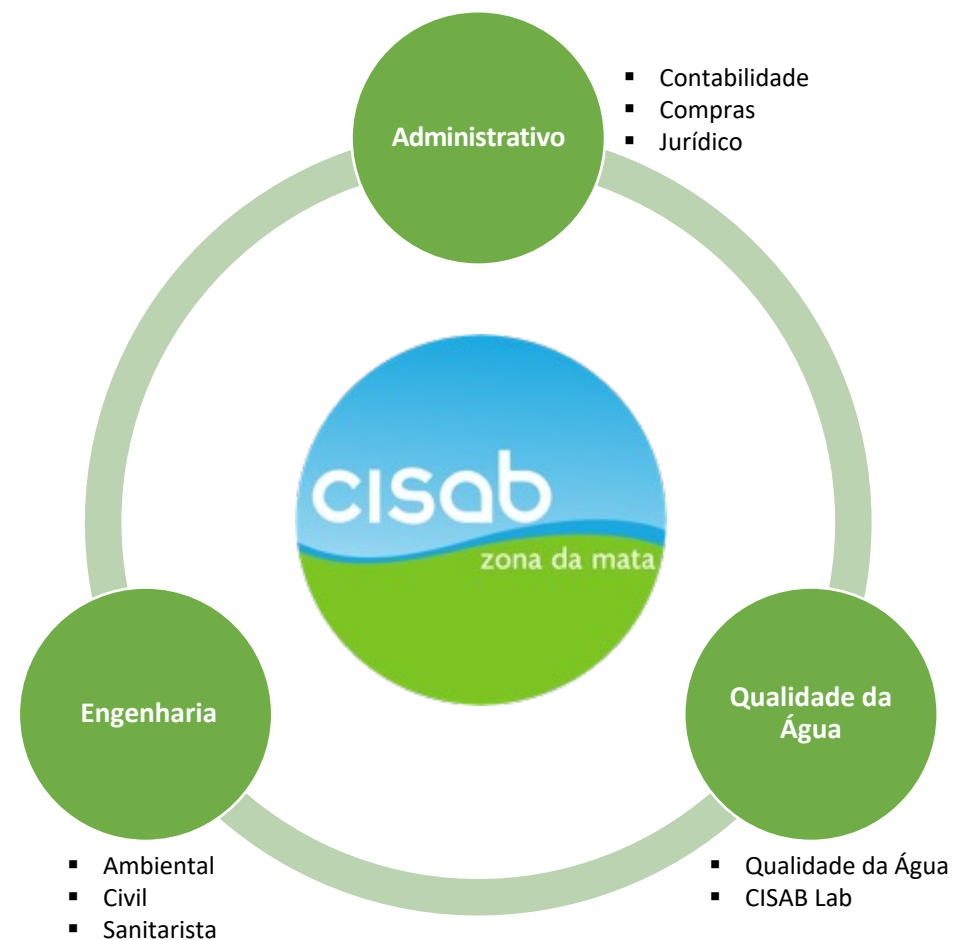 Administrativo
▪ Contabilidade
▪ Compras
▪ Jurídico
cisab
zona da mata
Engenharia
▪ Ambiental
▪ Civil
▪ Sanitarista
Qualidade da
Água
▪ Qualidade da Água
▪ CISAB Lab